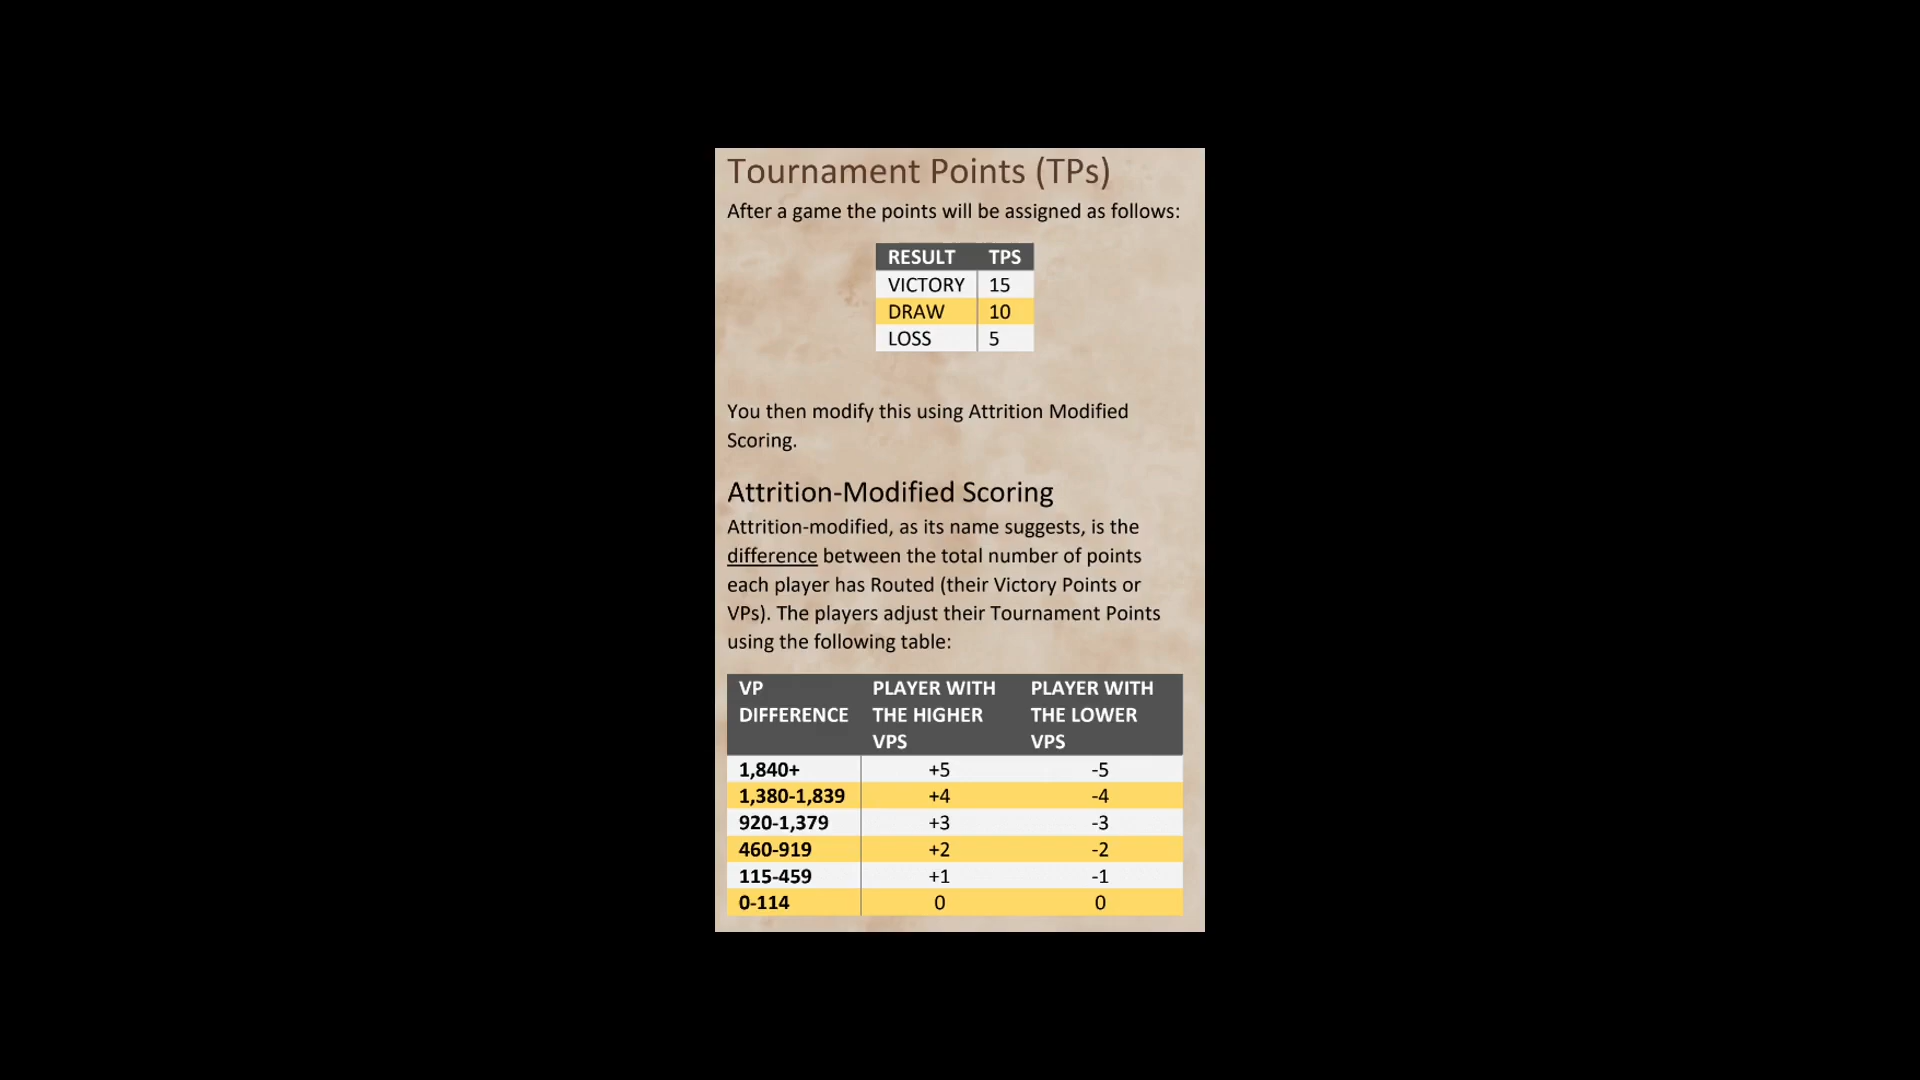 Tournament Points (TPs)
After a game the points will be assigned as follows:
RESULT TPS
VICTORY 15
DRAW 10
LOSS 5
You then modify this using Attrition Modified
Scoring.
Attrition-Modified Scoring
Attrition-modified, as its name suggests, is the
difference between the total number of points
each player has Routed (their Victory Points or
VPs). The players adjust their Tournament Points
using the following table:
VP PLAYER WITH PLAYER WITH
DIFFERENCE THE HIGHER THE LOWER
VPS VPS
1,840+ +5 -5
1,380-1,839 +4 -4
920-1,379 +3 -3
460-919 +2 -2
115-459 +1 -1
0-114 0 0